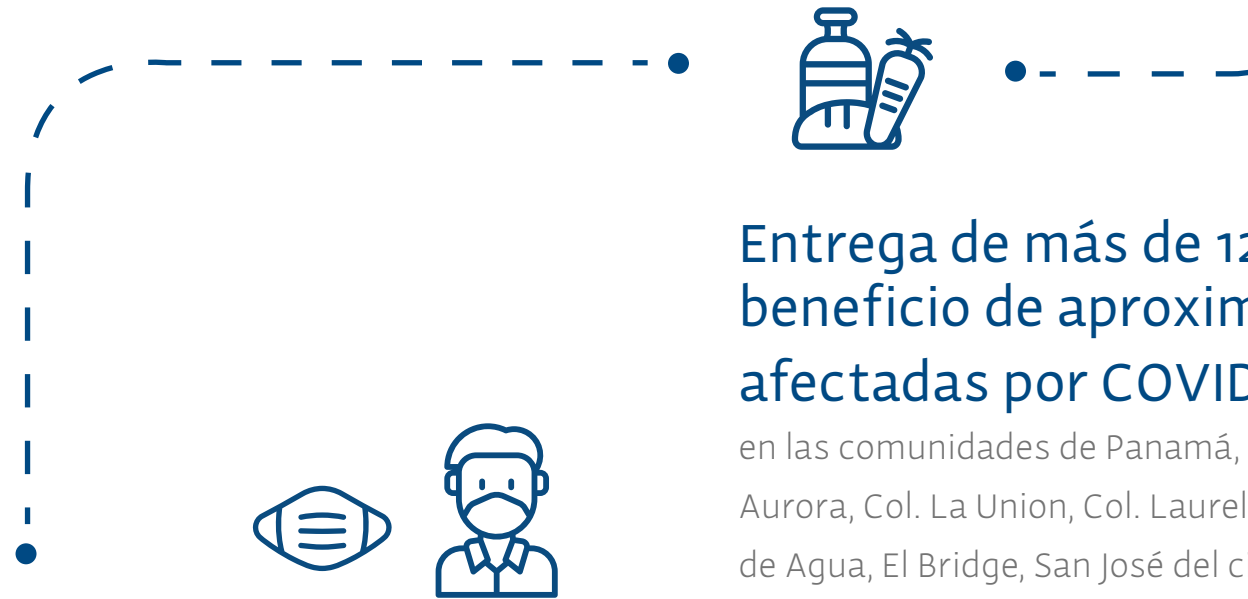 Entrega de más de 12
beneficio de aproxim
afectadas por COVID
en las comunidades de Panamá,
Aurora, Col. La Union, Col. Laurel
de Agua, El Bridge, San José del c